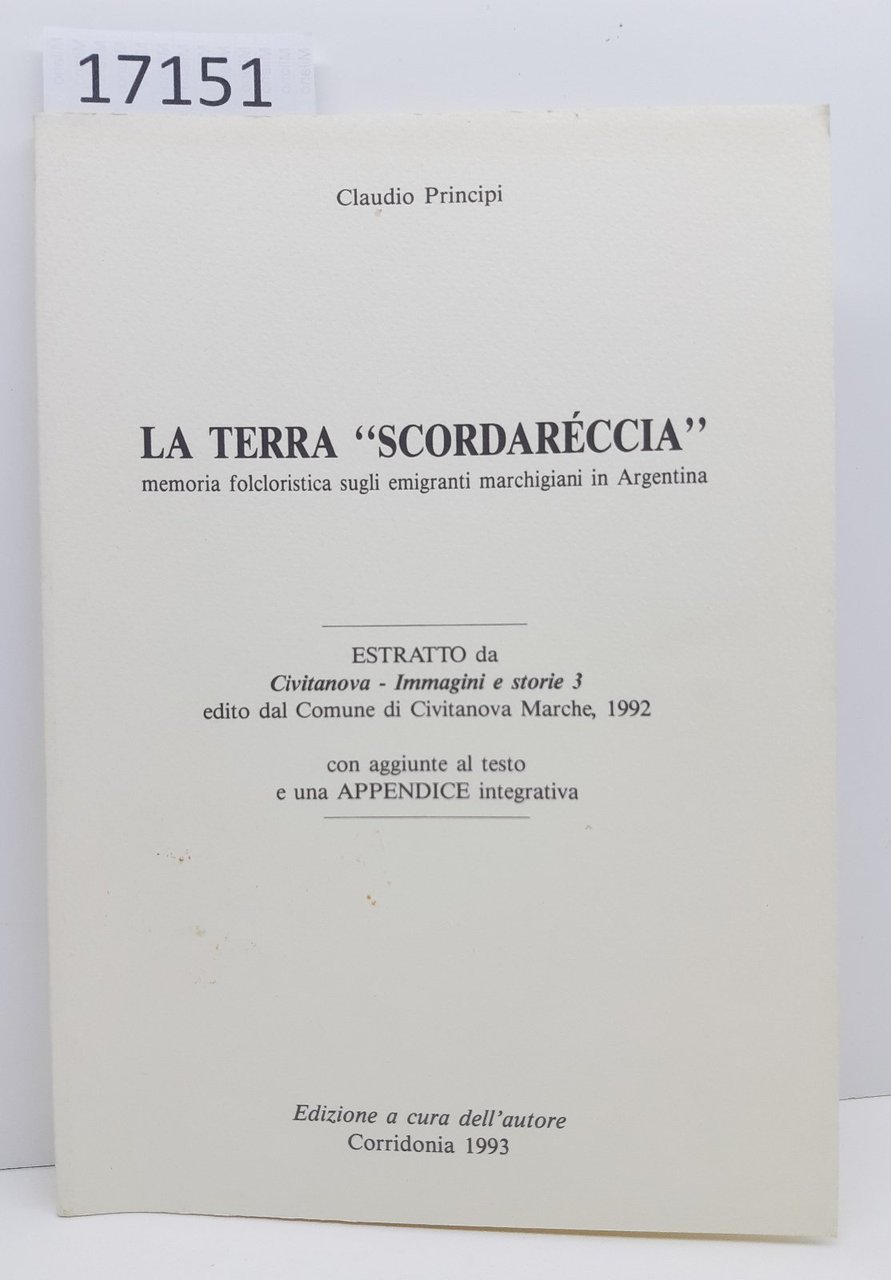 17151
Claudio Principi
LA TERRA “SCORDARÉCCIA”
memoria folcloristica sugli emigranti marchigiani in Argentina
ESTRATTO da
Civitanova - Immagini e storie 3
edito dal Comune di Civitanova Marche, 1992
con aggiunte al testo
e una APPENDICE integrativa
Edizione a cura dell'autore
Corridonia 1993